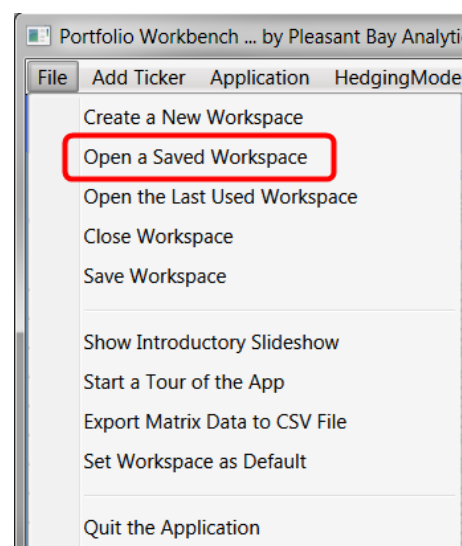 Portfolio Workbench ... by Pleasant Bay Analyti
File Add Ticker Application HedgingMode
Create a New Workspace
Open a Saved Workspace
Open the Last Used Workspace
Close Workspace
Save Workspace
Show Introductory Slideshow
Start a Tour of the App
Export Matrix Data to CSV File
Set Workspace as Default
Quit the Application